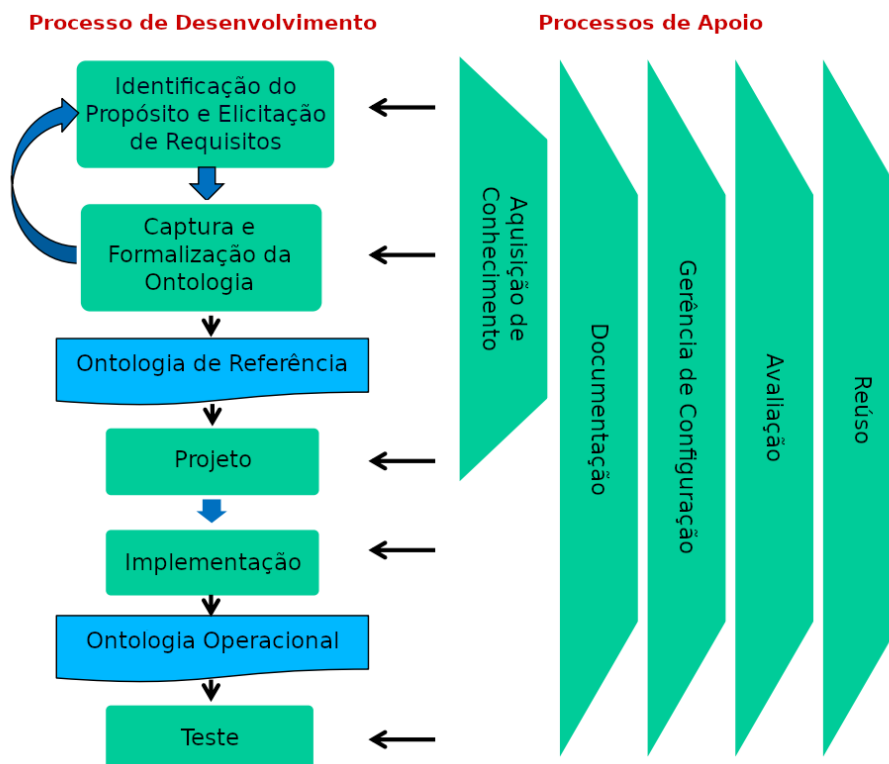 Processo de Desenvolvimento
Processos de Apoio
Identificação do
Propósito e Elicitação
de Requisitos
Captura e
Formalização da
Ontologia
Ontologia de Referência
Projeto
Implementação
Ontologia Operacional
Teste
Aquisição de
Conhecimento
Documentação
Gerência de Configuração
Avaliação
Reúso